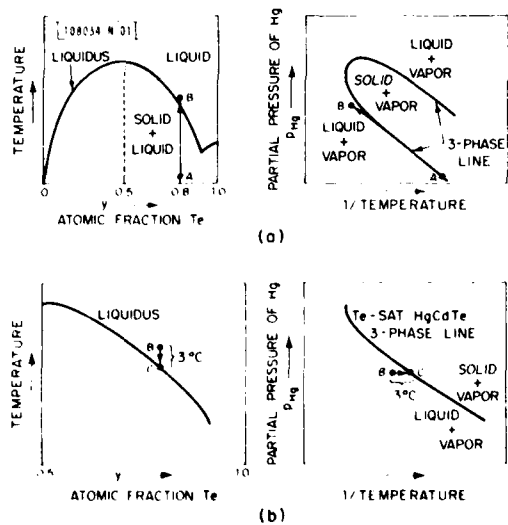 108034 N 01
LIQUIDUS
LIQUID
B
SOLID
+
LIQUID
A
TEMPERATURE
0
0.5
0.8
1.0
y
ATOMIC FRACTION Te
PARTIAL PRESSURE OF Hg
PHg
LIQUID
+
VAPOR
SOLID
+
VAPOR
B
LIQUID
+
VAPOR
3-PHASE
LINE
A
1/TEMPERATURE
(a)
TEMPERATURE
LIQUIDUS
B
3°C
C
0.5
1.0
y
ATOMIC FRACTION Te
PARTIAL PRESSURE OF Hg
PHg
Te-SAT HgCdTe
3-PHASE LINE
B
C
3°C
SOLID
+
VAPOR
LIQUID
+
VAPOR
1/TEMPERATURE
(b)